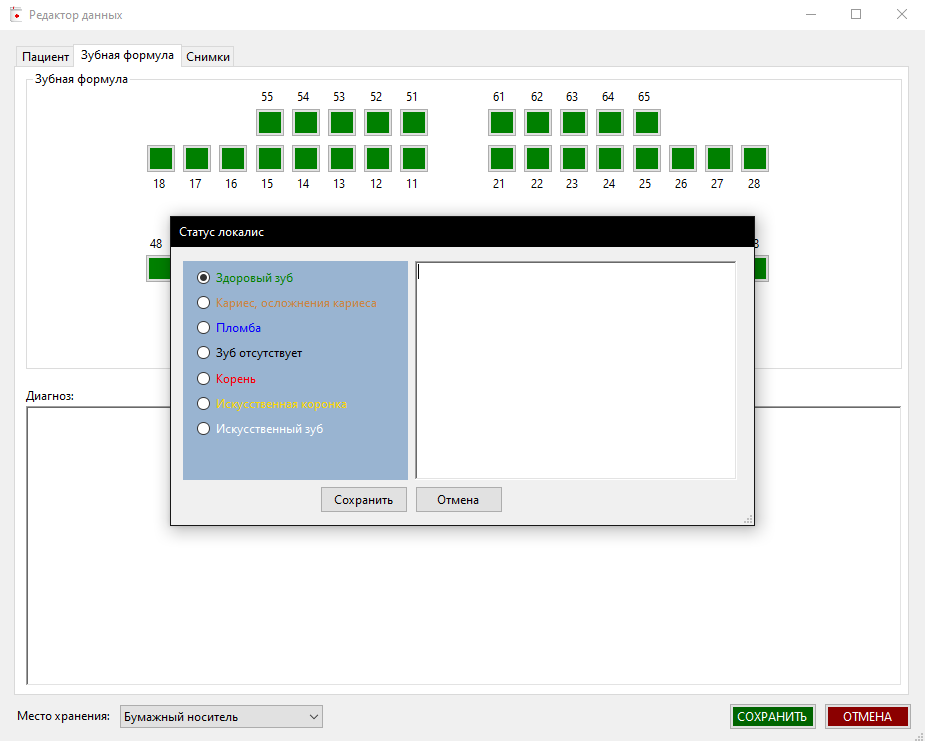 Редактор данных
Пациент Зубная формула Снимки
Зубная формула
55 54 53 52 51 61 62 63 64 65
18 17 16 15 14 13 12 11 21 22 23 24 25 26 27 28
Статус локалис
48
Здоровый зуб
Кариес, осложнения кариеса
Пломба
Зуб отсутствует
Корень
Искусственная коронка
Искусственный зуб
Диагноз:
Сохранить Отмена
Место хранения: Бумажный носитель СОХРАНИТЬ ОТМЕНА